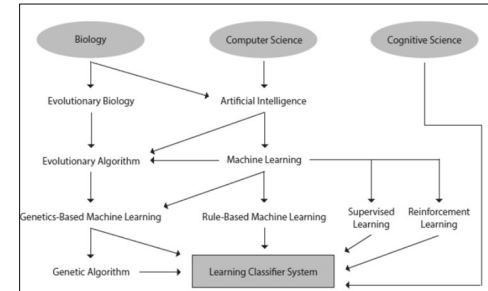 Biology
Computer Science
Cognitive Science
Evolutionary Biology
Artificial Intelligence
Evolutionary Algorithm
Machine Learning
Genetics-Based Machine Learning
Rule-Based Machine Learning
Supervised
Learning
Reinforcement
Learning
Genetic Algorithm
Learning Classifier System